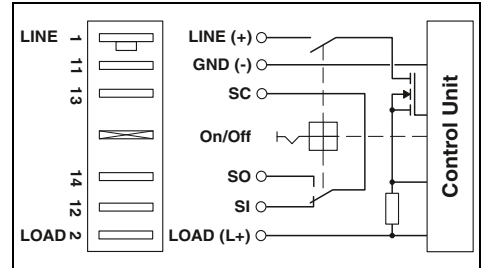 LINE 1 LINE (+)
11 GND (-)
13 SC
On/Off
14 SO
12 SI
LOAD 2 LOAD (L+)
Control Unit